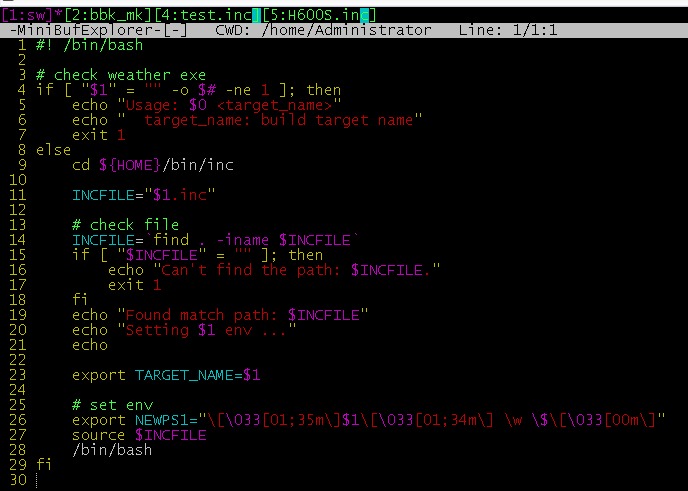 [1:sw]*[2:bbk_mk][4:test.inc][5:H600S.inc]
-MiniBufExplorer-[-]   CWD: /home/Administrator   Line: 1/1:1
1 #! /bin/bash
2
3 # check weather exe
4 if [ "$1" = "" -o $# -ne 1 ]; then
5     echo "Usage: $0 <target_name>"
6     echo "  target_name: build target name"
7     exit 1
8 else
9     cd ${HOME}/bin/inc
10
11     INCFILE="$1.inc"
12
13     # check file
14     INCFILE=`find . -iname $INCFILE`
15     if [ "$INCFILE" = "" ]; then
16         echo "Can't find the path: $INCFILE."
17         exit 1
18     fi
19     echo "Found match path: $INCFILE"
20     echo "Setting $1 env ..."
21     echo
22
23     export TARGET_NAME=$1
24
25     # set env
26     export NEWPS1="\[\033[01;35m\]$1\[\033[01;34m\] \w \$\[\033[00m\]"
27     source $INCFILE
28     /bin/bash
29 fi
30